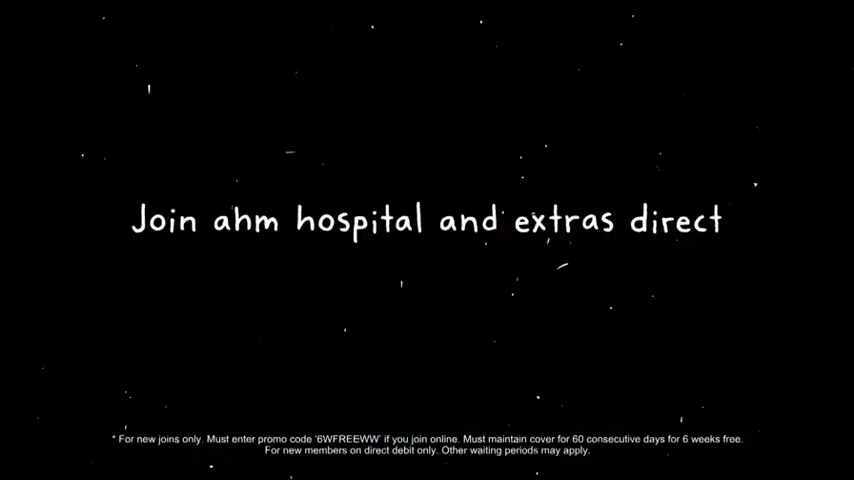 Join ahm hospital and extras direct
* For new joins only. Must enter promo code '6WFREEWW' if you join online. Must maintain cover for 60 consecutive days for 6 weeks free.
For new members on direct debit only. Other waiting periods may apply.